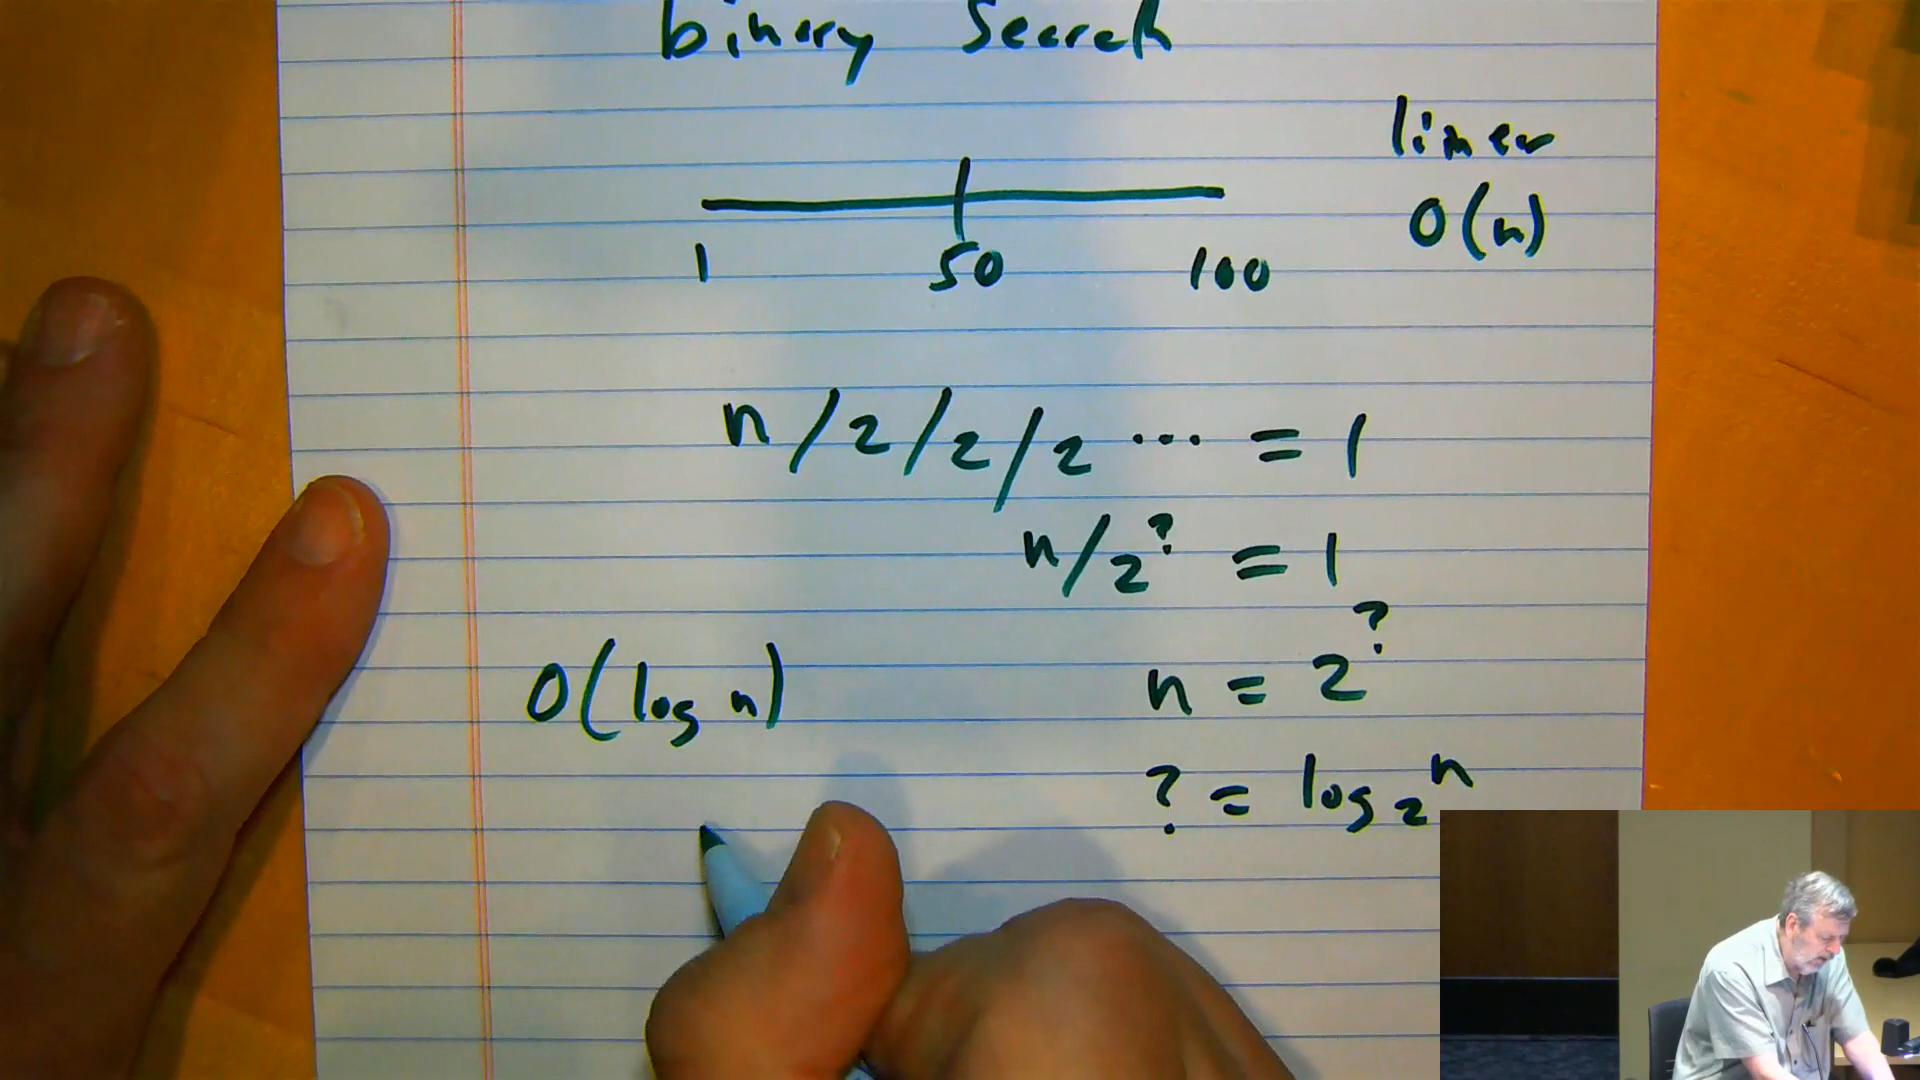 binary Search
linear
O(n)
1 50 100
n/2/2/2 ... = 1
n/2^? = 1
n = 2^?
O(log n)
? = log₂n